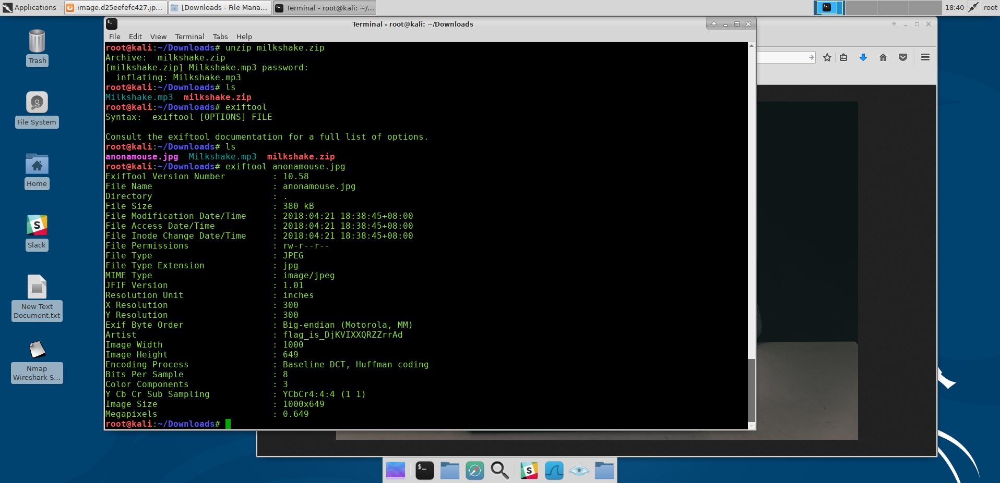 Applications
image.d25eefefc427.jp...
[Downloads - File Mana...
Terminal - root@kali: ~/...
18:40
root
Terminal - root@kali: ~/Downloads
File Edit View Terminal Tabs Help
root@kali:~/Downloads# unzip milkshake.zip
Archive:  milkshake.zip
[milkshake.zip] Milkshake.mp3 password:
  inflating: Milkshake.mp3
root@kali:~/Downloads# ls
Milkshake.mp3  milkshake.zip
root@kali:~/Downloads# exiftool
Syntax:  exiftool [OPTIONS] FILE
Consult the exiftool documentation for a full list of options.
root@kali:~/Downloads# ls
anonamouse.jpg  Milkshake.mp3  milkshake.zip
root@kali:~/Downloads# exiftool anonamouse.jpg
ExifTool Version Number         : 10.58
File Name                       : anonamouse.jpg
Directory                       : .
File Size                       : 380 kB
File Modification Date/Time     : 2018:04:21 18:38:45+08:00
File Access Date/Time           : 2018:04:21 18:38:45+08:00
File Inode Change Date/Time     : 2018:04:21 18:38:45+08:00
File Permissions                : rw-r--r--
File Type                       : JPEG
File Type Extension             : jpg
MIME Type                       : image/jpeg
JFIF Version                    : 1.01
Resolution Unit                 : inches
X Resolution                    : 300
Y Resolution                    : 300
Exif Byte Order                 : Big-endian (Motorola, MM)
Artist                          : flag_is_DjKVIXXQRZZrrAd
Image Width                     : 1000
Image Height                    : 649
Encoding Process                : Baseline DCT, Huffman coding
Bits Per Sample                 : 8
Color Components                : 3
Y Cb Cr Sub Sampling            : YCbCr4:4:4 (1 1)
Image Size                      : 1000x649
Megapixels                      : 0.649
root@kali:~/Downloads#
Trash
File System
Home
Slack
New Text
Document.txt
Nmap
Wireshark S...